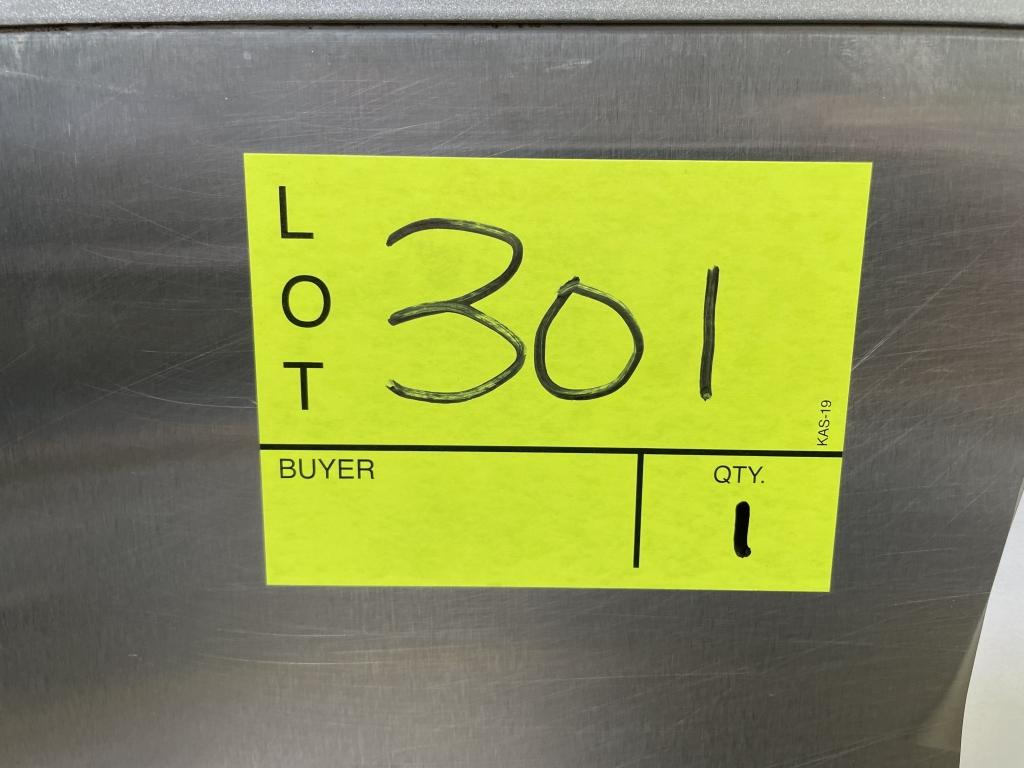 LOT 301
KAS-19
BUYER QTY.
1